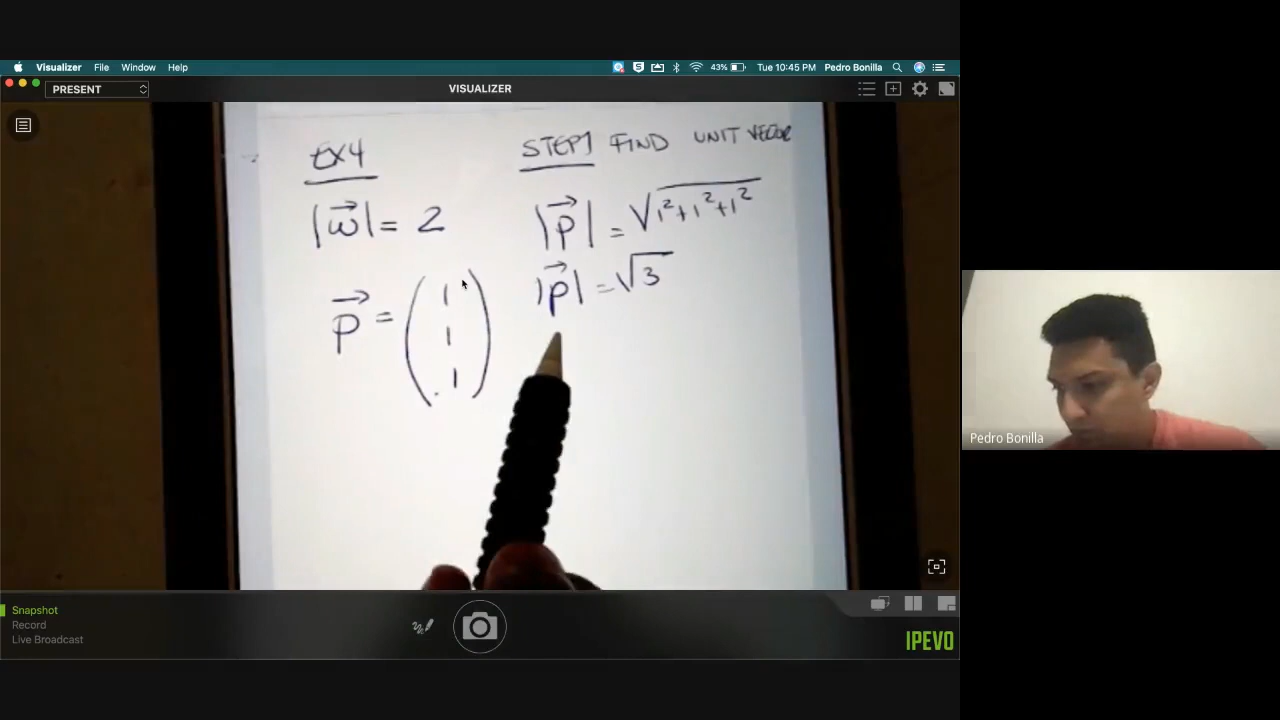 Visualizer File Window Help 43% Tue 10:45 PM Pedro Bonilla
PRESENT
VISUALIZER
EX4
|w⃗| = 2
p⃗ = (1
1
1)
STEP1 FIND UNIT VECTOR
|p⃗| = √1²+1²+1²
|p⃗| = √3
Pedro Bonilla
Snapshot
Record
Live Broadcast
IPEVO